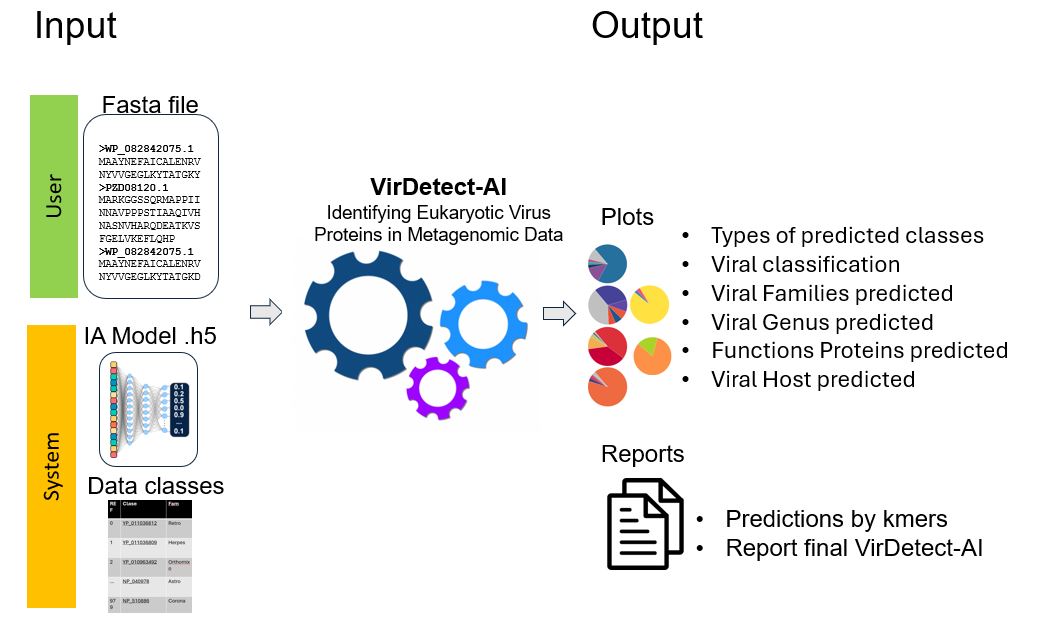 Input
Output
User
Fasta file
>WP_082842075.1
MAAYNEFAICALENRV
NYVVGEGLKYTATGKY
>PZD08120.1
MARKGGSSQRMAPPII
NNAVPPPSTIAAQIVH
NASNVHARQDEATKVS
FGELVKEFLQHP
>WP_082842075.1
MAAYNEFAICALENRV
NYVVGEGLKYTATGKD
System
IA Model .h5
0.1
0.2
0.5
0.0
0.9
...
0.1
Data classes
RE F Clase Fam
0 YP_011036812 Retro
1 YP_011036809 Herpes
2 YP_010963492 Orthomix o
... NP_040978 Astro
97 9 NP_510886 Corona
VirDetect-AI
Identifying Eukaryotic Virus
Proteins in Metagenomic Data
Plots
• Types of predicted classes
• Viral classification
• Viral Families predicted
• Viral Genus predicted
• Functions Proteins predicted
• Viral Host predicted
Reports
• Predictions by kmers
• Report final VirDetect-AI